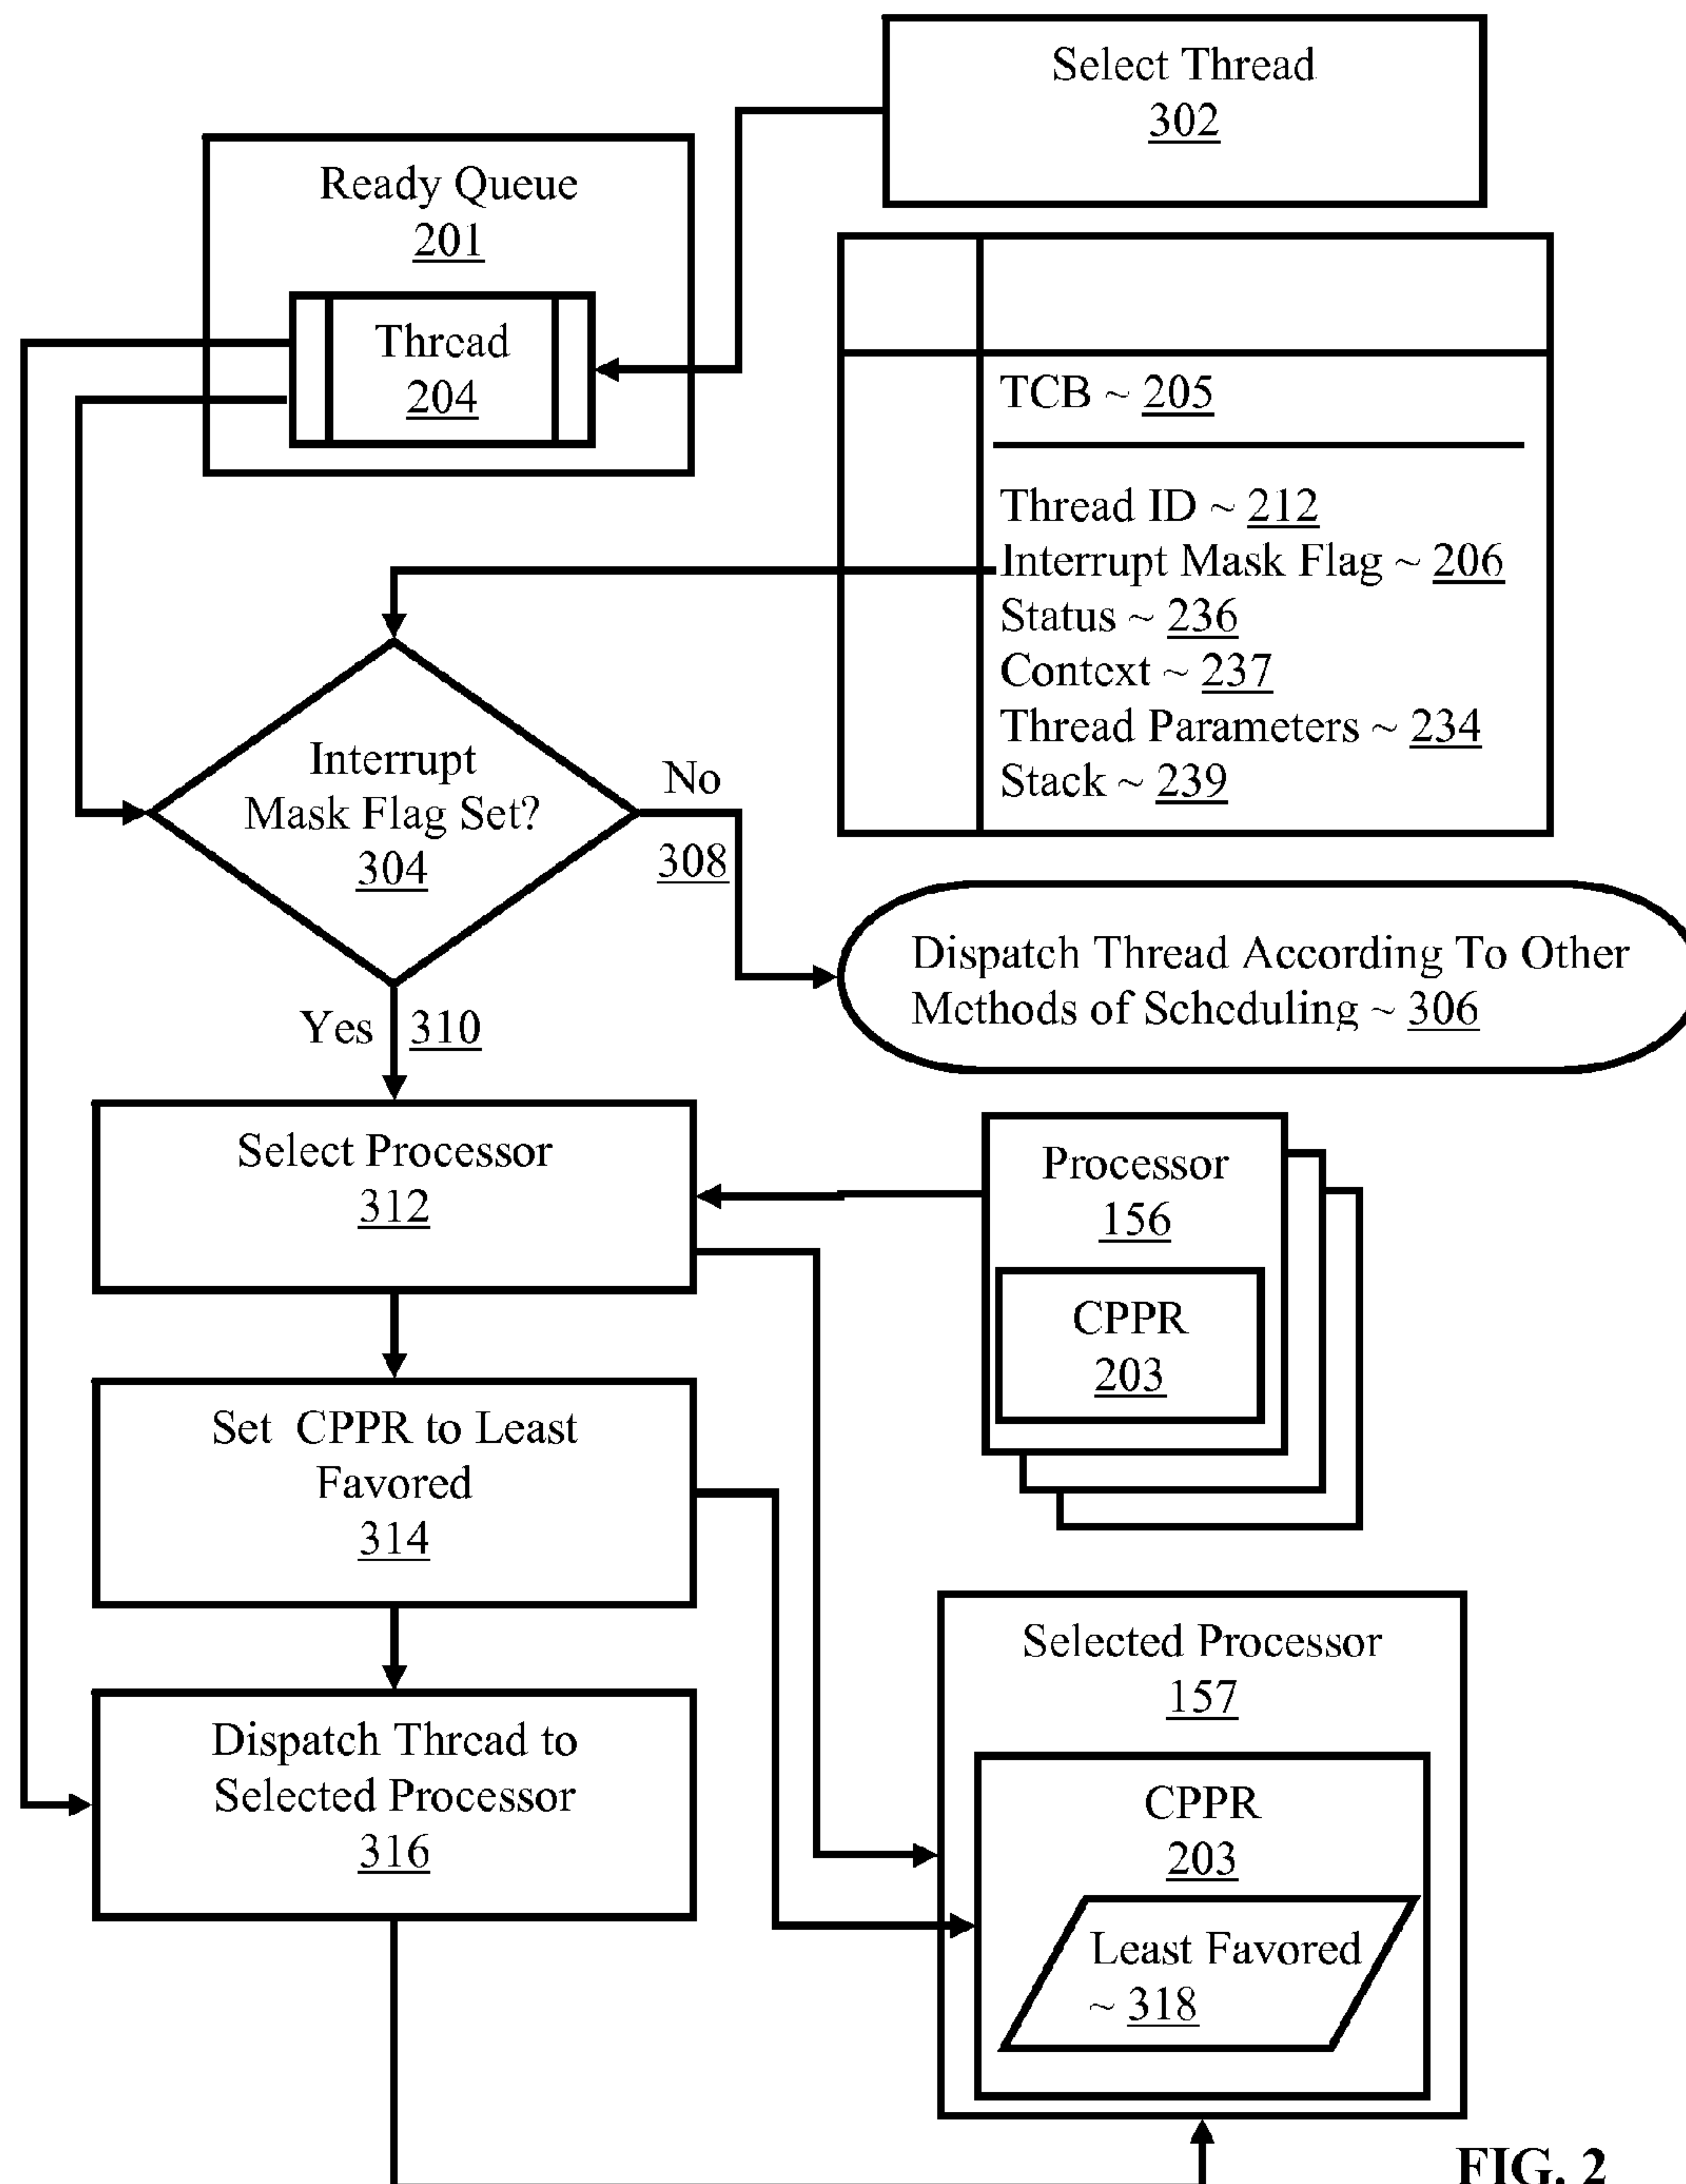 Select Thread
302
Ready Queue
201
Thread
204
TCB ~ 205
Thread ID ~ 212
Interrupt Mask Flag ~ 206
Status ~ 236
Context ~ 237
Thread Parameters ~ 234
Stack ~ 239
Interrupt
Mask Flag Set?
304
No
308
Dispatch Thread According To Other
Methods of Scheduling ~ 306
Yes 310
Select Processor
312
Processor
156
CPPR
203
Set CPPR to Least
Favored
314
Selected Processor
157
Dispatch Thread to
Selected Processor
316
CPPR
203
Least Favored
~ 318
FIG. 2